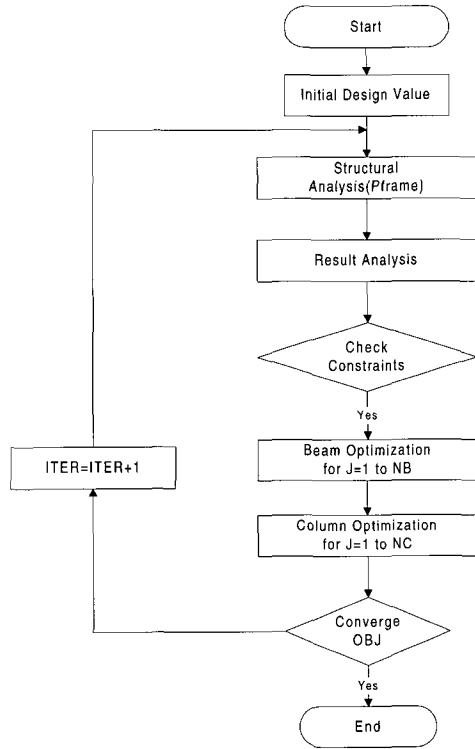 Start
Initial Design Value
Structural
Analysis(Pframe)
Result Analysis
Check
Constraints
Yes
Beam Optimization
for J=1 to NB
ITER=ITER+1
Column Optimization
for J=1 to NC
Converge
OBJ
Yes
End